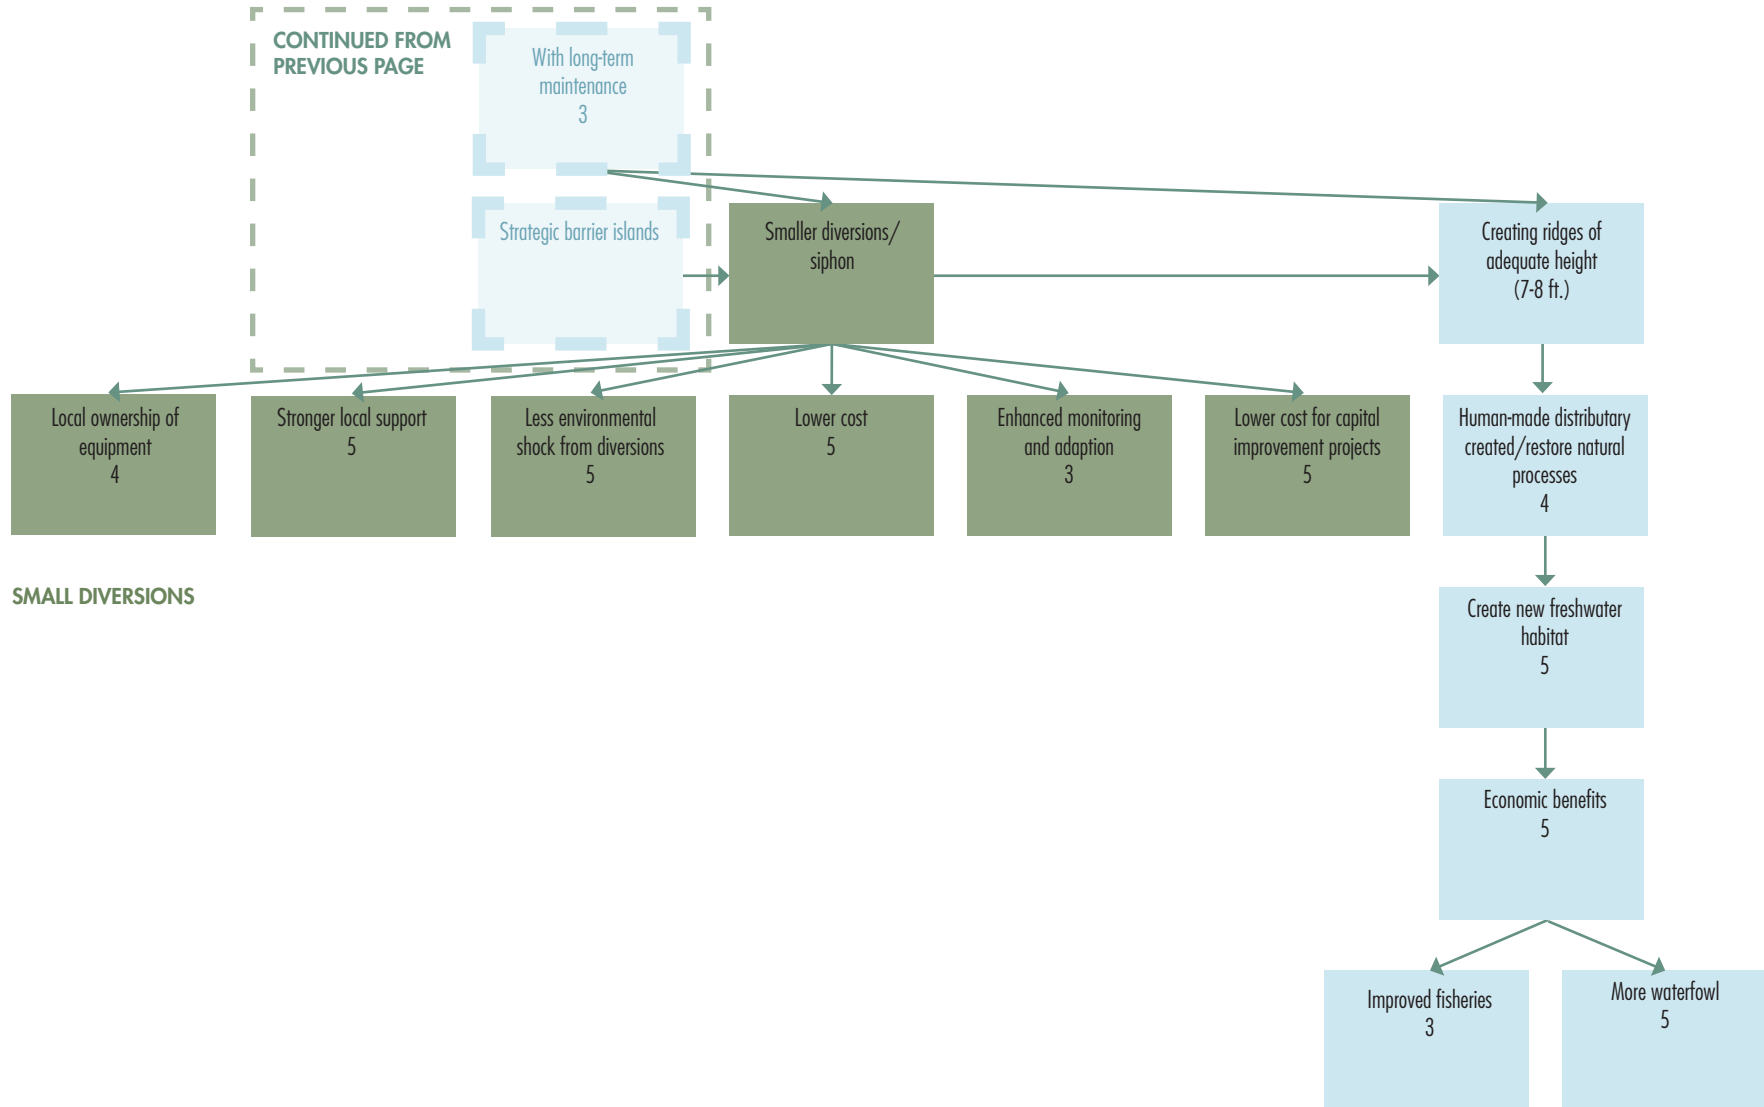 CONTINUED FROM
PREVIOUS PAGE
With long-term
maintenance
3
Strategic barrier islands
Smaller diversions/
siphon
Creating ridges of
adequate height
(7-8 ft.)
Local ownership of
equipment
4
Stronger local support
5
Less environmental
shock from diversions
5
Lower cost
5
Enhanced monitoring
and adaption
3
Lower cost for capital
improvement projects
5
Human-made distributary
created/restore natural
processes
4
SMALL DIVERSIONS
Create new freshwater
habitat
5
Economic benefits
5
Improved fisheries
3
More waterfowl
5